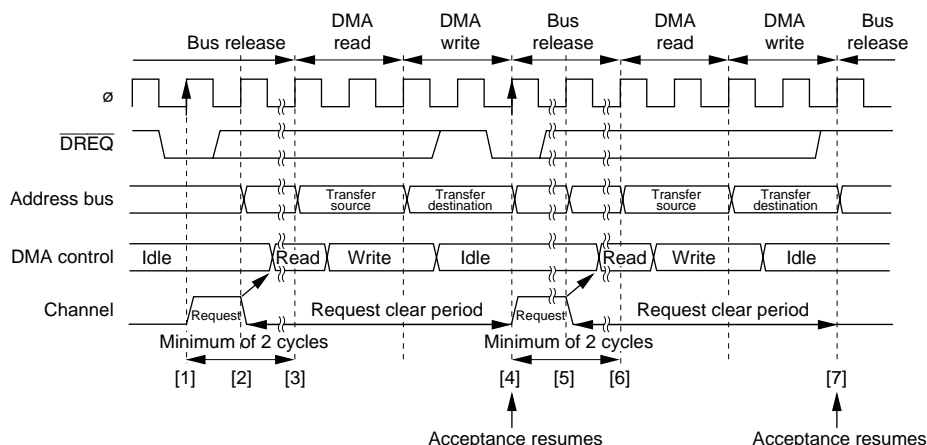 DMA DMA Bus DMA DMA Bus
Bus release read write release read write release
ø
DREQ
Address bus Transfer source Transfer destination Transfer source Transfer destination
DMA control Idle Read Write Idle Read Write Idle
Channel Request Request clear period Request Request clear period
Minimum of 2 cycles Minimum of 2 cycles
[1] [2] [3] [4] [5] [6] [7]
Acceptance resumes Acceptance resumes